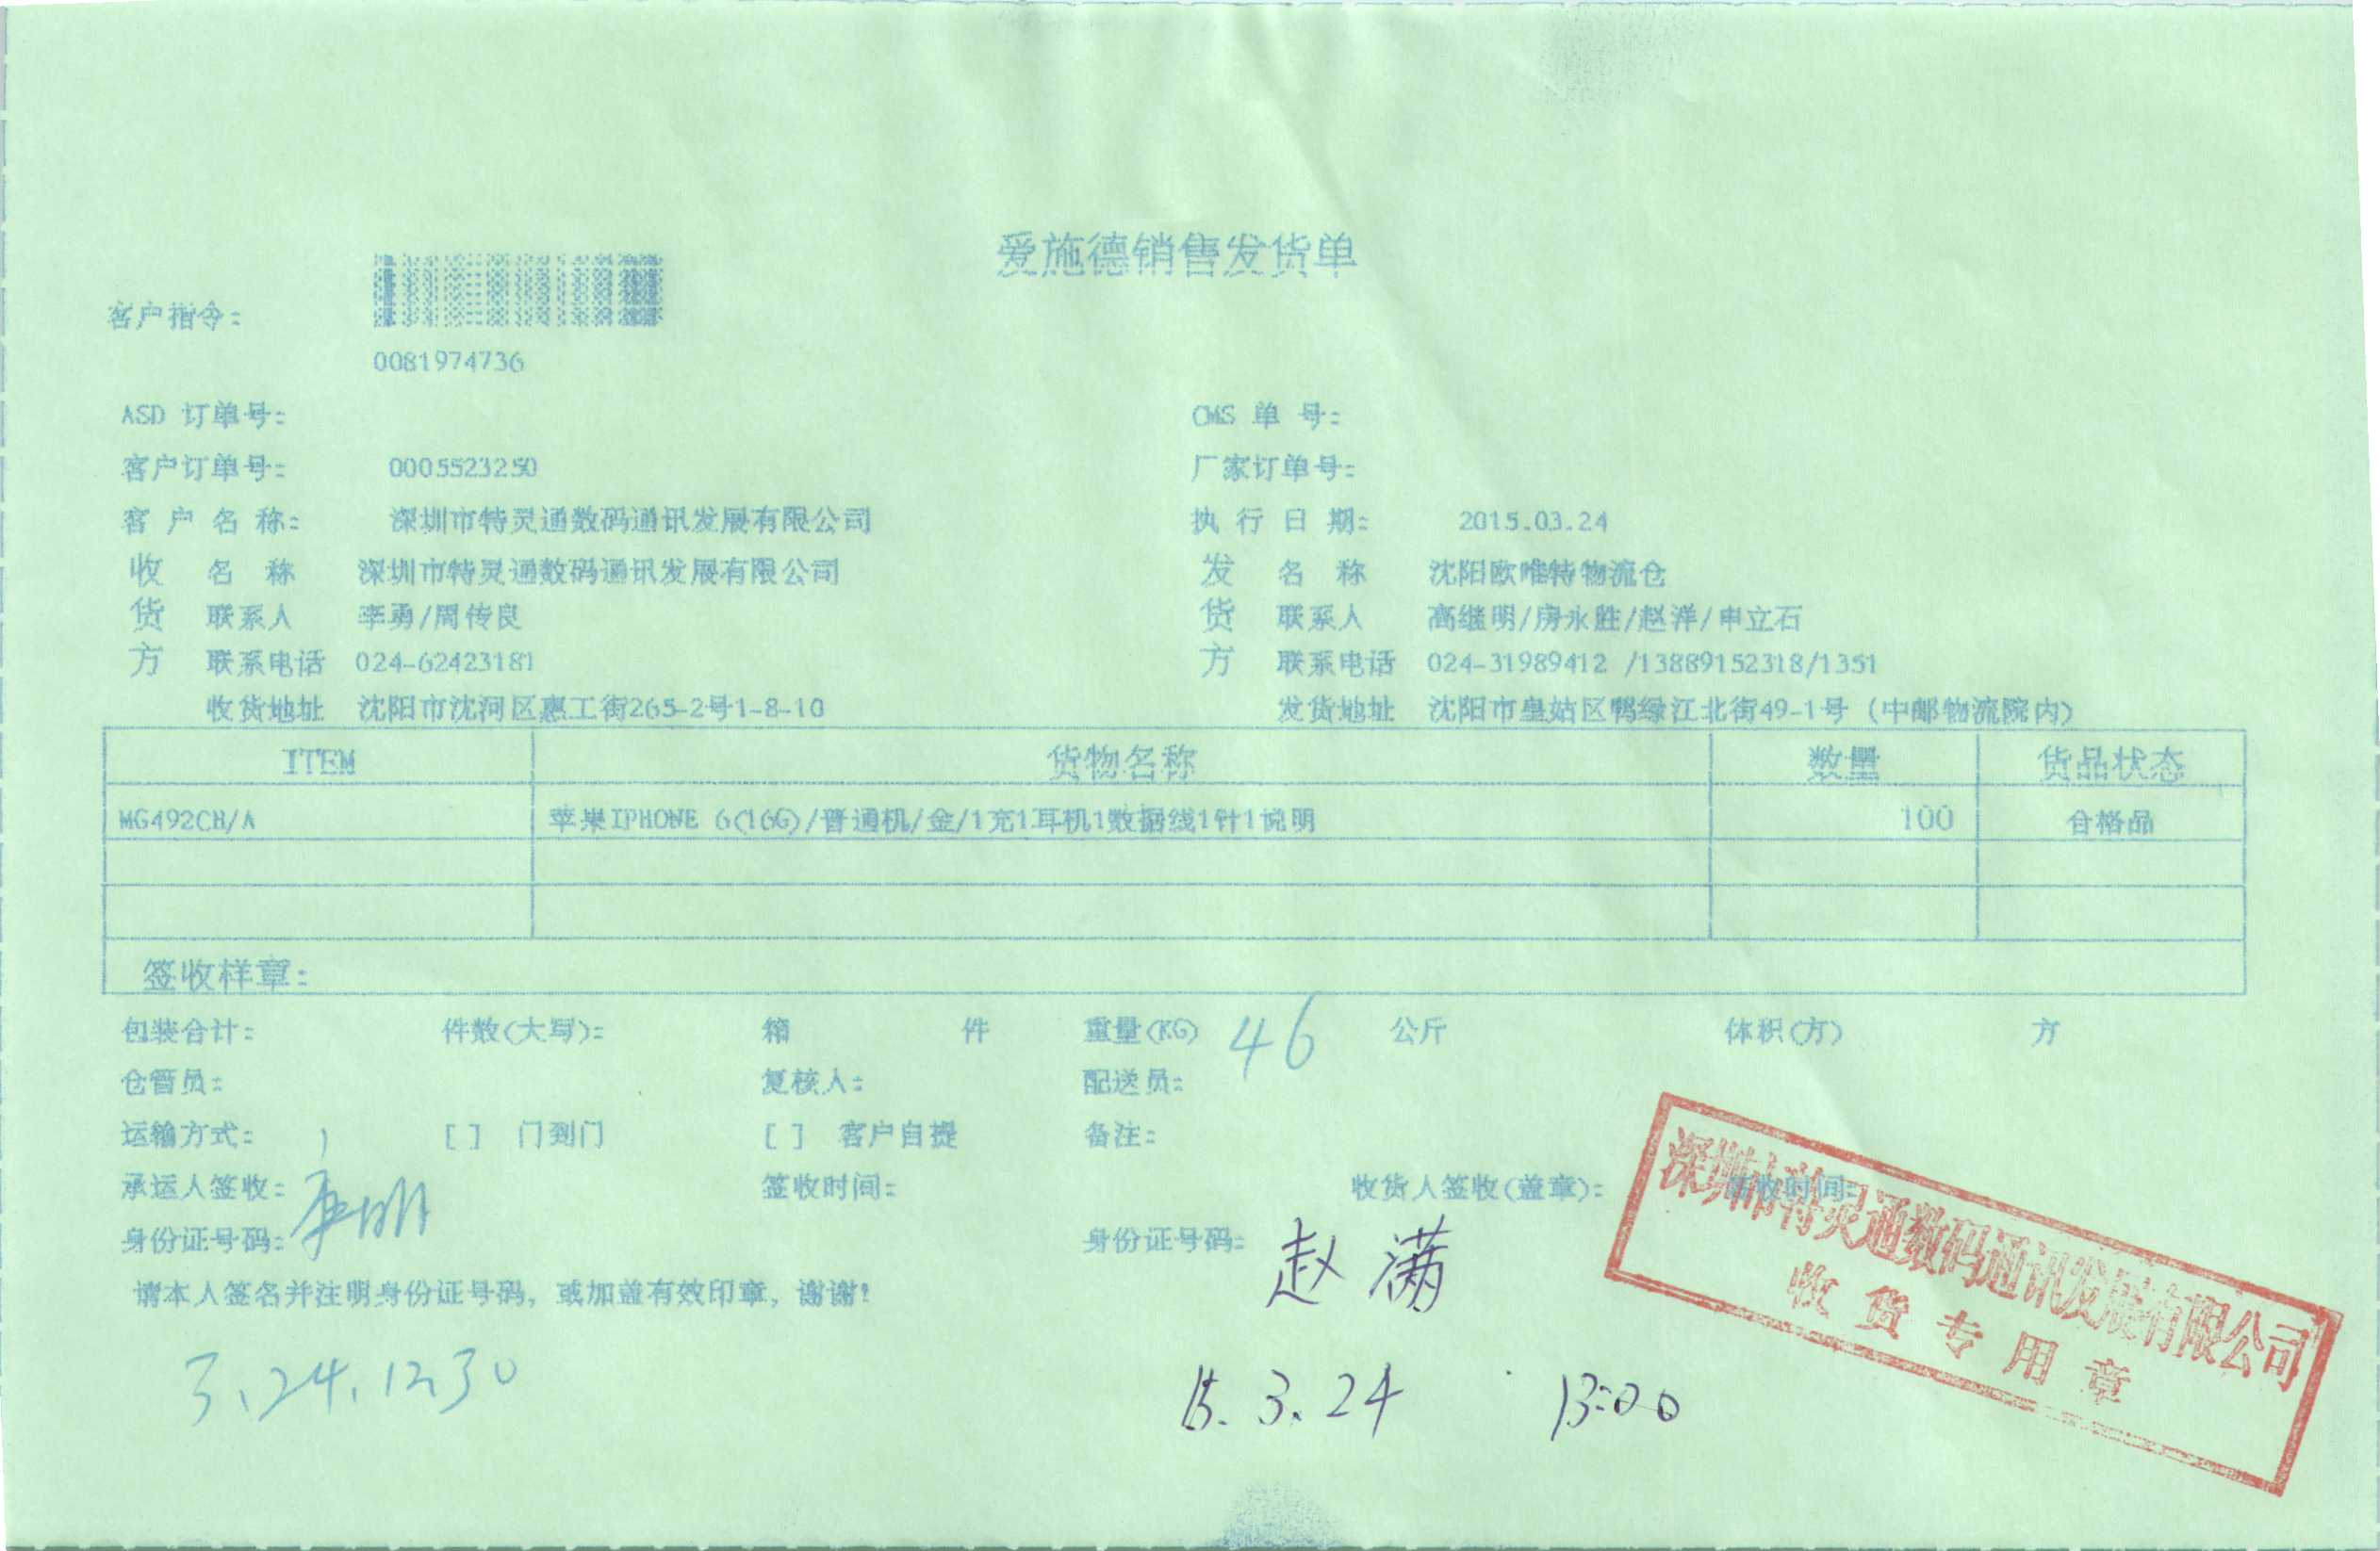 爱施德销售发货单
客户指令:
0081974736
ASD 订单号: OMS 单 号:
客户订单号: 0005523250 厂家订单号:
客 户 名 称: 深圳市特灵通数码通讯发展有限公司 执 行 日 期: 2015.03.24
收 名 称 深圳市特灵通数码通讯发展有限公司 发 名 称 沈阳欧唯特物流仓
货 联系人 李勇/周传良 货 联系人 高继明/房永胜/赵洋/申立石
方 联系电话 024-62423181 方 联系电话 024-31989412 /13889152318/1351
收货地址 沈阳市沈河区惠工街265-2号1-8-10 发货地址 沈阳市皇姑区鸭绿江北街49-1号 (中邮物流院内)
ITEM 货物名称 数量 货品状态
MG492CH/A 苹果IPHONE 6(16G)/普通机/金/1充1耳机1数据线1针1说明 100 合格品
签收样章:
包装合计: 件数(大写): 箱 件 重量(KG) 46 公斤 体积(方) 方
仓管员: 复核人: 配送员:
运输方式: [ ] 门到门 [ ] 客户自提 备注:
承运人签收: 签收时间: 收货人签收(盖章): 签收时间:
身份证号码: 身份证号码: 赵满
请本人签名并注明身份证号码, 或加盖有效印章, 谢谢!
3.24.1230 15.3.24 13:00
深圳市特灵通数码通讯发展有限公司
收货专用章